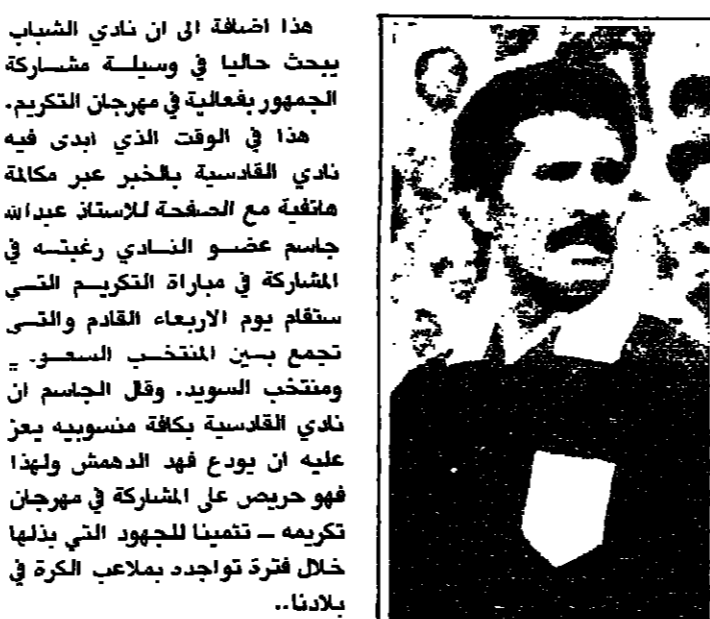 هذا اضافة الى ان نادي الشباب
يبحث حاليا في وسيلة مشاركة
الجمهور بفعالية في مهرجان التكريم.
هذا في الوقت الذي ابدى فيه
نادي القادسية بالخبر عبر مكالمة
هاتفية مع الصفحة للاستاذ عبدالله
جاسم عضو النادي رغبته في
المشاركة في مباراة التكريم التي
ستقام يوم الاربعاء القادم والتي
تجمع بين المنتخب
ومنتخب السويد. وقال الجاسم ان
نادي القادسية بكافة منسوبيه يعز
عليه ان يودع فهد الدهمش ولهذا
فهو حريص على المشاركة في مهرجان
تكريمه ــ تثمينا للجهود التي بذلها
خلال فترة تواجده بملاعب الكرة في
بلادنا..